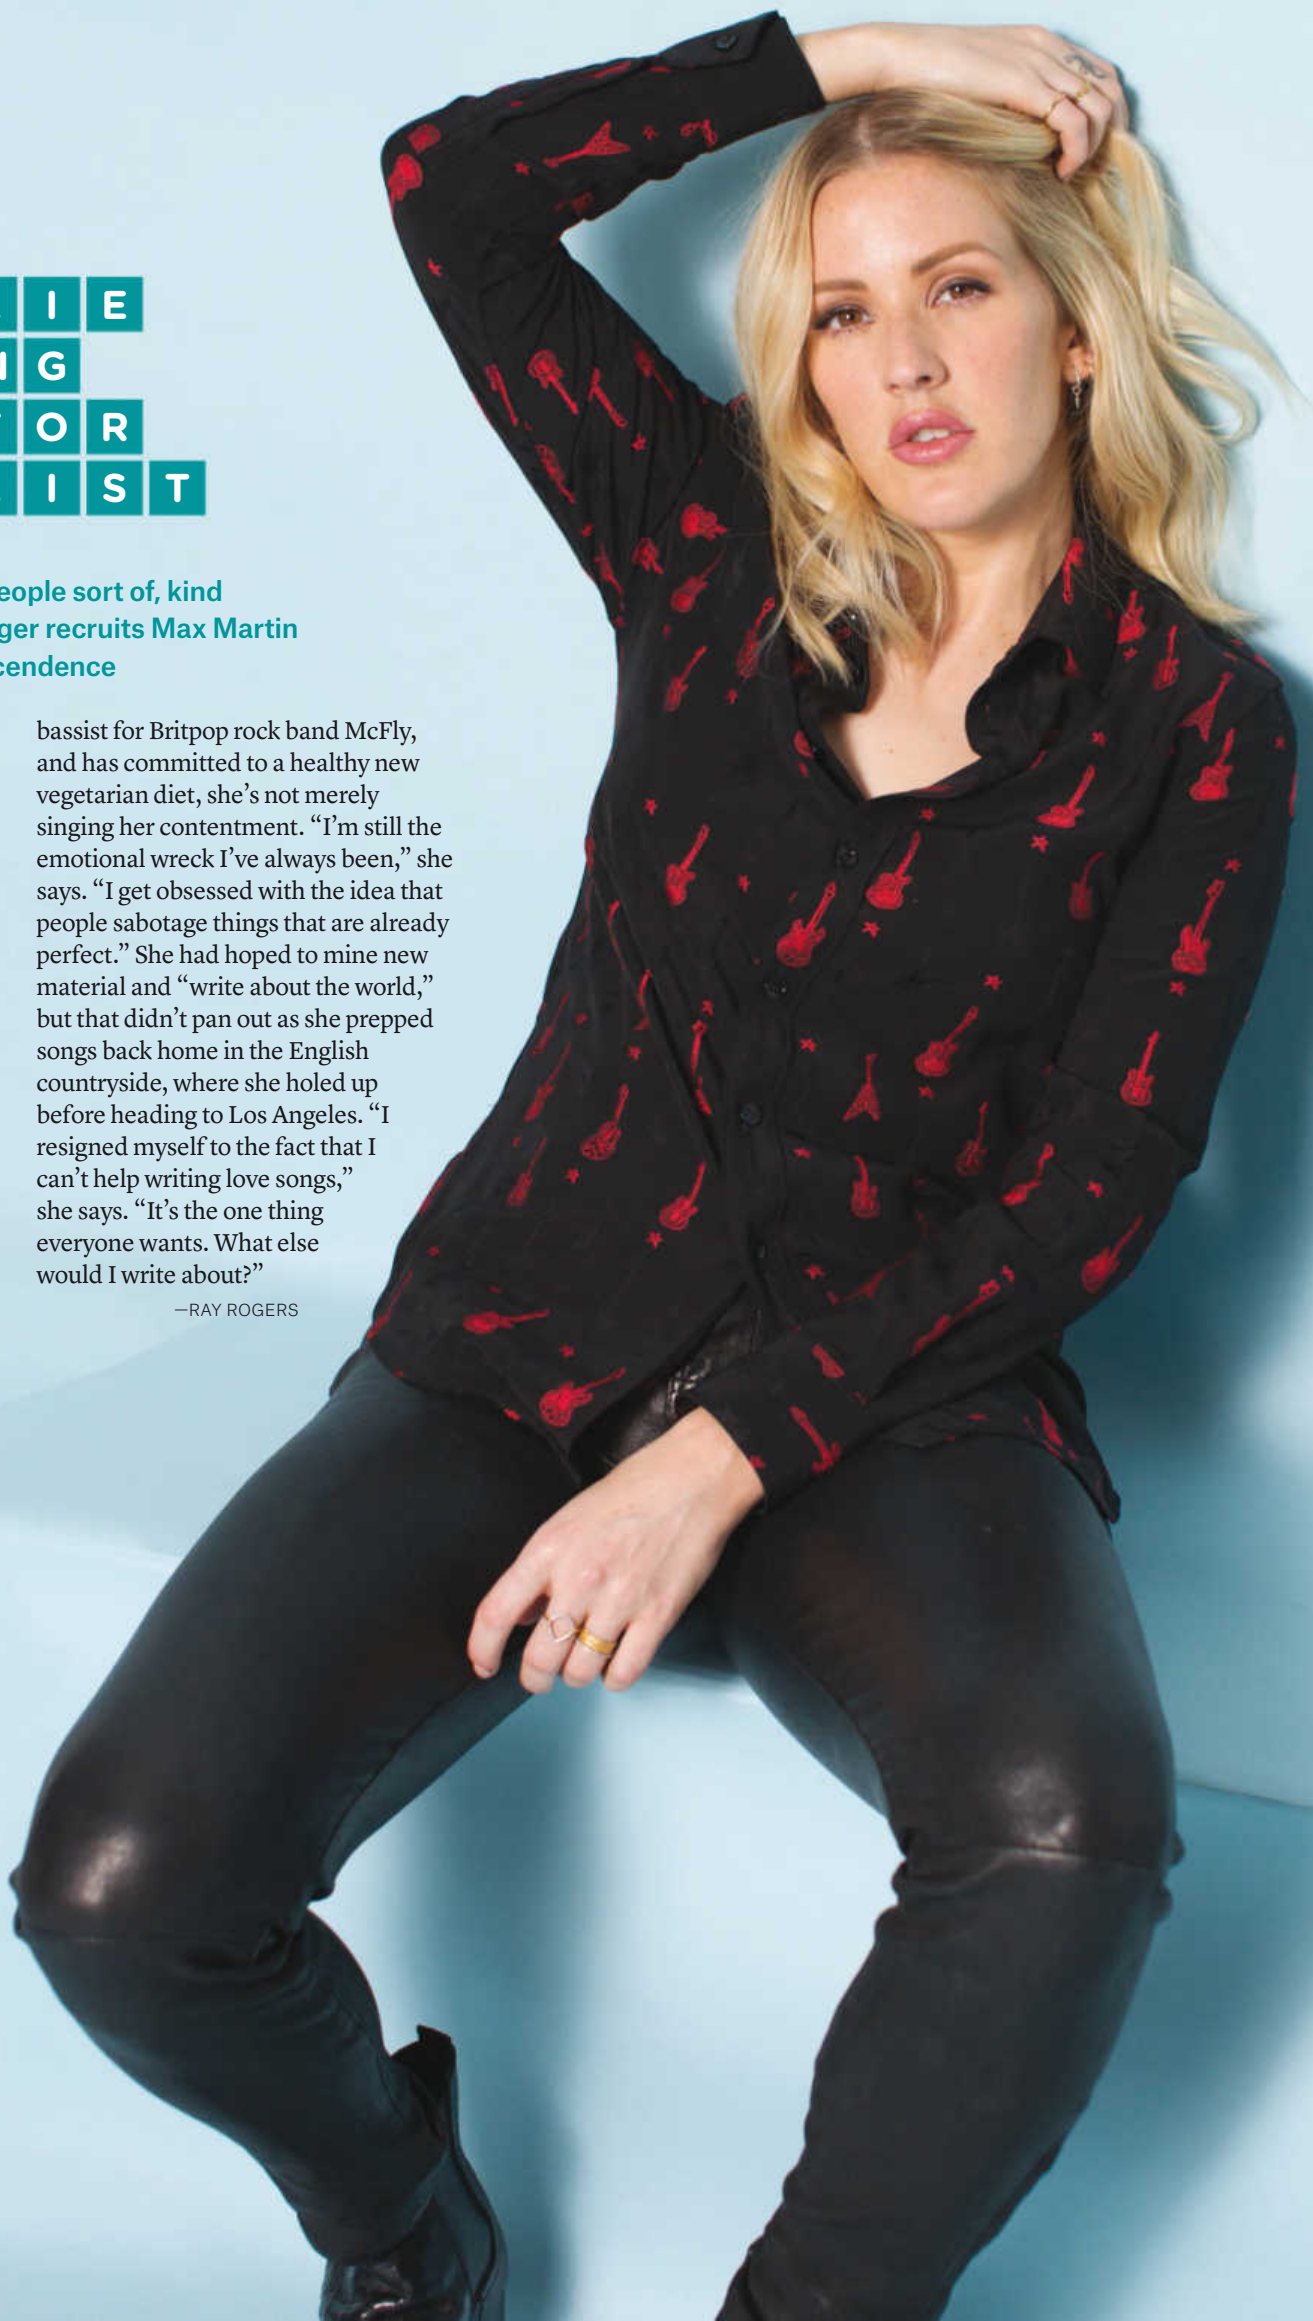 I E
G
O R
I S T
eople sort of, kind
ger recruits Max Martin
cendence
bassist for Britpop rock band McFly,
and has committed to a healthy new
vegetarian diet, she’s not merely
singing her contentment. “I’m still the
emotional wreck I’ve always been,” she
says. “I get obsessed with the idea that
people sabotage things that are already
perfect.” She had hoped to mine new
material and “write about the world,”
but that didn’t pan out as she prepped
songs back home in the English
countryside, where she holed up
before heading to Los Angeles. “I
resigned myself to the fact that I
can’t help writing love songs,”
she says. “It’s the one thing
everyone wants. What else
would I write about?”
—RAY ROGERS